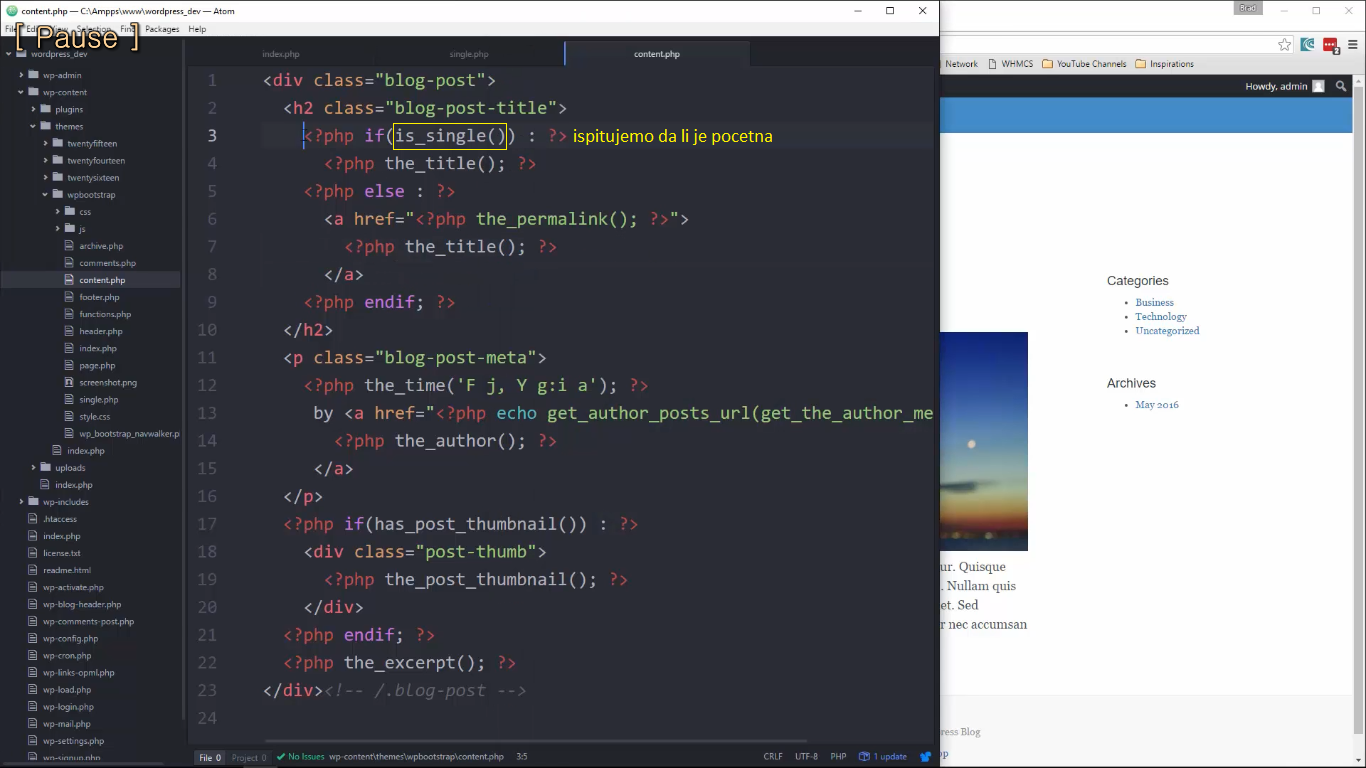 content.php — C:\Ampps\www\wordpress_dev — Atom
Brad
[ Pause ]
File Edit View Selection Find Packages Help
Network WHMCS YouTube Channels Inspirations
Howdy, admin
wordpress_dev
wp-admin
wp-content
plugins
themes
twentyfifteen
twentyfourteen
twentysixteen
wpbootstrap
css
js
archive.php
comments.php
content.php
footer.php
functions.php
header.php
index.php
page.php
screenshot.png
single.php
style.css
wp_bootstrap_navwalker.p
index.php
uploads
index.php
wp-includes
.htaccess
index.php
license.txt
readme.html
wp-activate.php
wp-blog-header.php
wp-comments-post.php
wp-config.php
wp-cron.php
wp-links-opml.php
wp-load.php
wp-login.php
wp-mail.php
wp-settings.php
wp-signup.php
index.php single.php content.php
1 <div class="blog-post">
2 <h2 class="blog-post-title">
3 <?php if(is_single()) : ?> ispitujemo da li je pocetna
4 <?php the_title(); ?>
5 <?php else : ?>
6 <a href="<?php the_permalink(); ?>">
7 <?php the_title(); ?>
8 </a>
9 <?php endif; ?>
10 </h2>
11 <p class="blog-post-meta">
12 <?php the_time('F j, Y g:i a'); ?>
13 by <a href="<?php echo get_author_posts_url(get_the_author_me
14 <?php the_author(); ?>
15 </a>
16 </p>
17 <?php if(has_post_thumbnail()) : ?>
18 <div class="post-thumb">
19 <?php the_post_thumbnail(); ?>
20 </div>
21 <?php endif; ?>
22 <?php the_excerpt(); ?>
23 </div><!-- /.blog-post -->
24
File 0 Project 0 No Issues wp-content\themes\wpbootstrap\content.php 3:5 CRLF UTF-8 PHP 1 update
Categories
Business
Technology
Uncategorized
Archives
May 2016
ur. Quisque
. Nullam quis
et. Sed
r nec accumsan
ress Blog
op